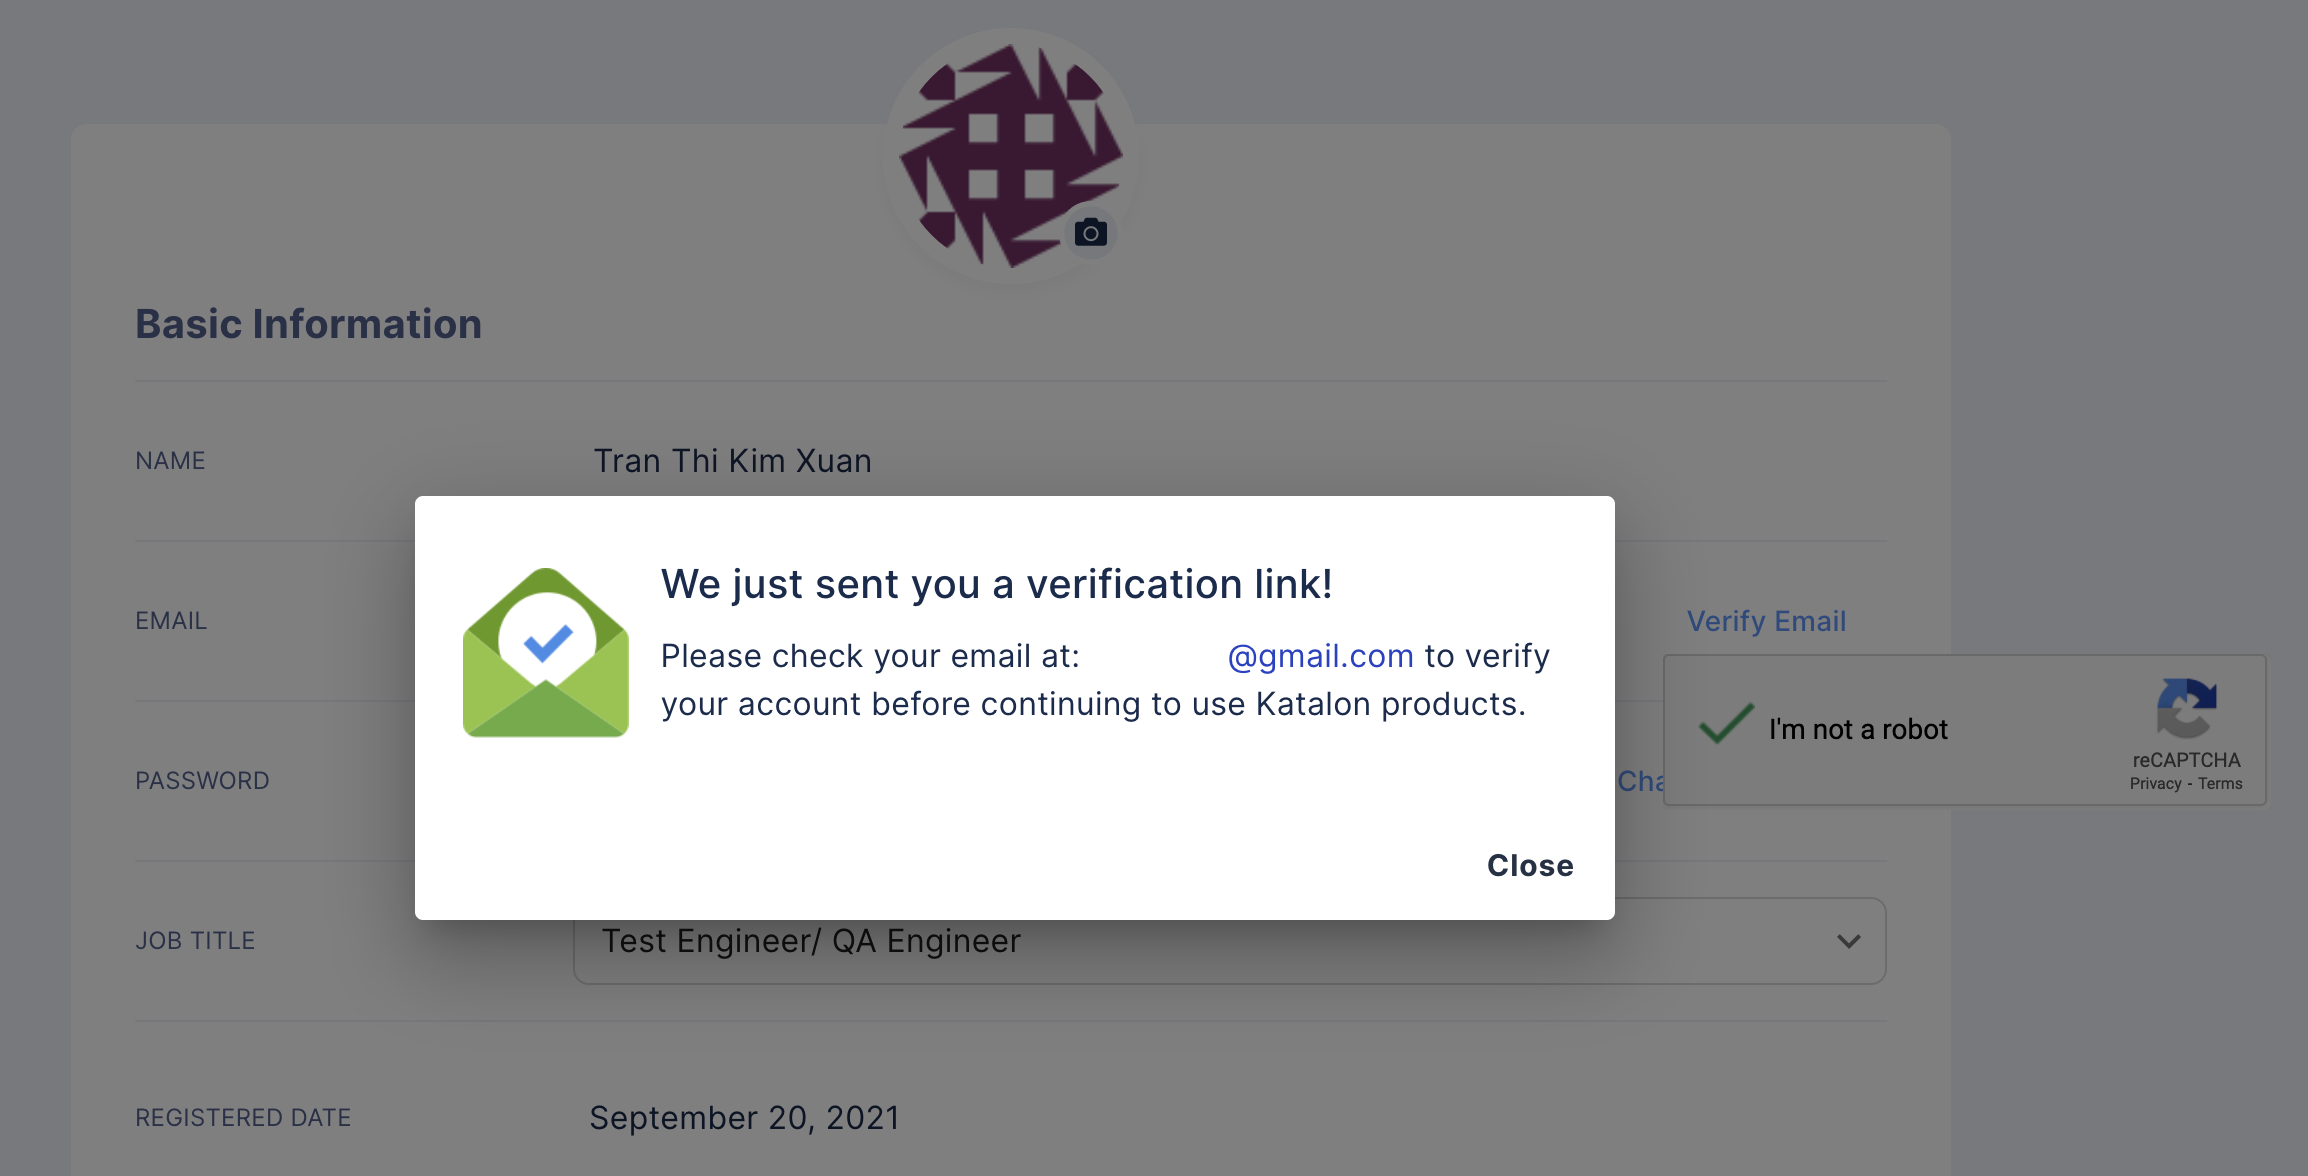 Basic Information
NAME
Tran Thi Kim Xuan
We just sent you a verification link!
Please check your email at: @gmail.com to verify
your account before continuing to use Katalon products.
Close
EMAIL
Verify Email
I'm not a robot
reCAPTCHA
Privacy - Terms
PASSWORD
JOB TITLE
Test Engineer/ QA Engineer
REGISTERED DATE
September 20, 2021